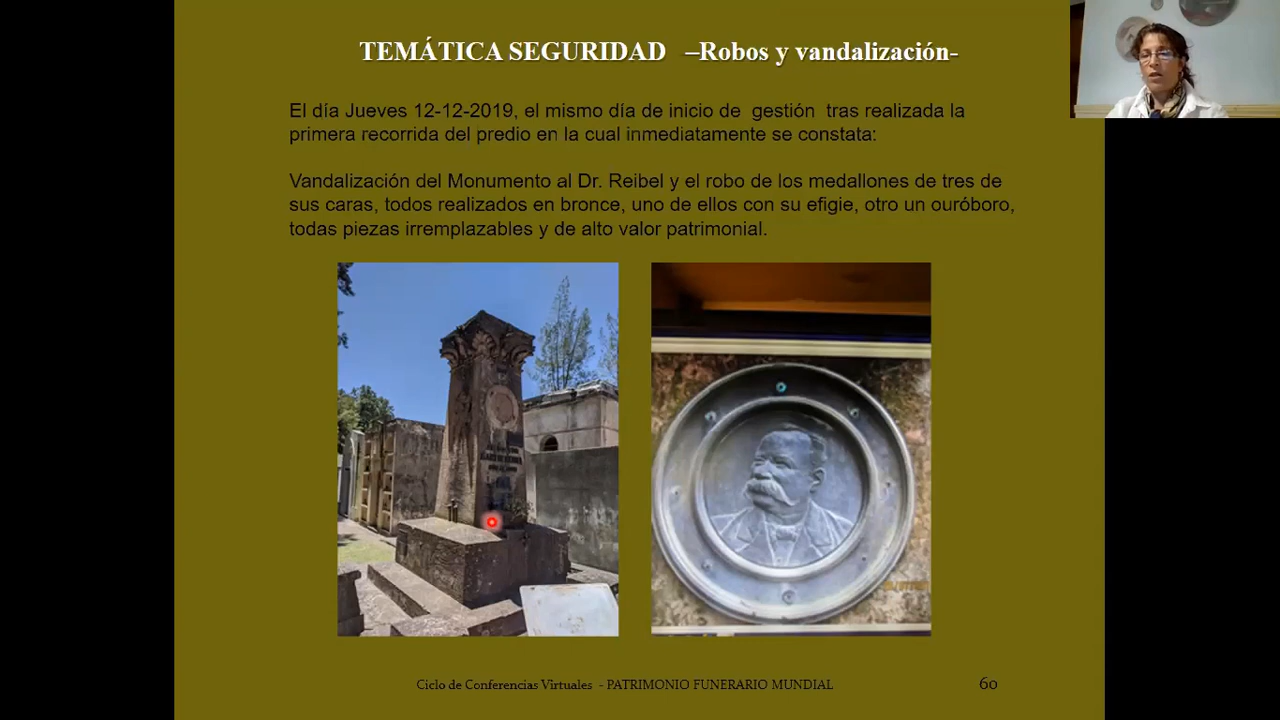 TEMÁTICA SEGURIDAD –Robos y vandalización-
El día Jueves 12-12-2019, el mismo día de inicio de gestión tras realizada la
primera recorrida del predio en la cual inmediatamente se constata:
Vandalización del Monumento al Dr. Reibel y el robo de los medallones de tres de
sus caras, todos realizados en bronce, uno de ellos con su efigie, otro un ouróboro,
todas piezas irremplazables y de alto valor patrimonial.
Ciclo de Conferencias Virtuales - PATRIMONIO FUNERARIO MUNDIAL
60